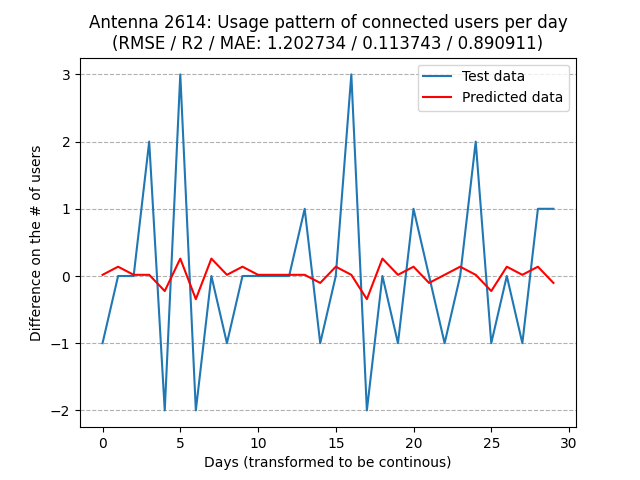 Antenna 2614: Usage pattern of connected users per day
(RMSE / R2 / MAE: 1.202734 / 0.113743 / 0.890911)
Test data
Predicted data
3
2
1
0
−1
−2
Difference on the # of users
0 5 10 15 20 25 30
Days (transformed to be continous)